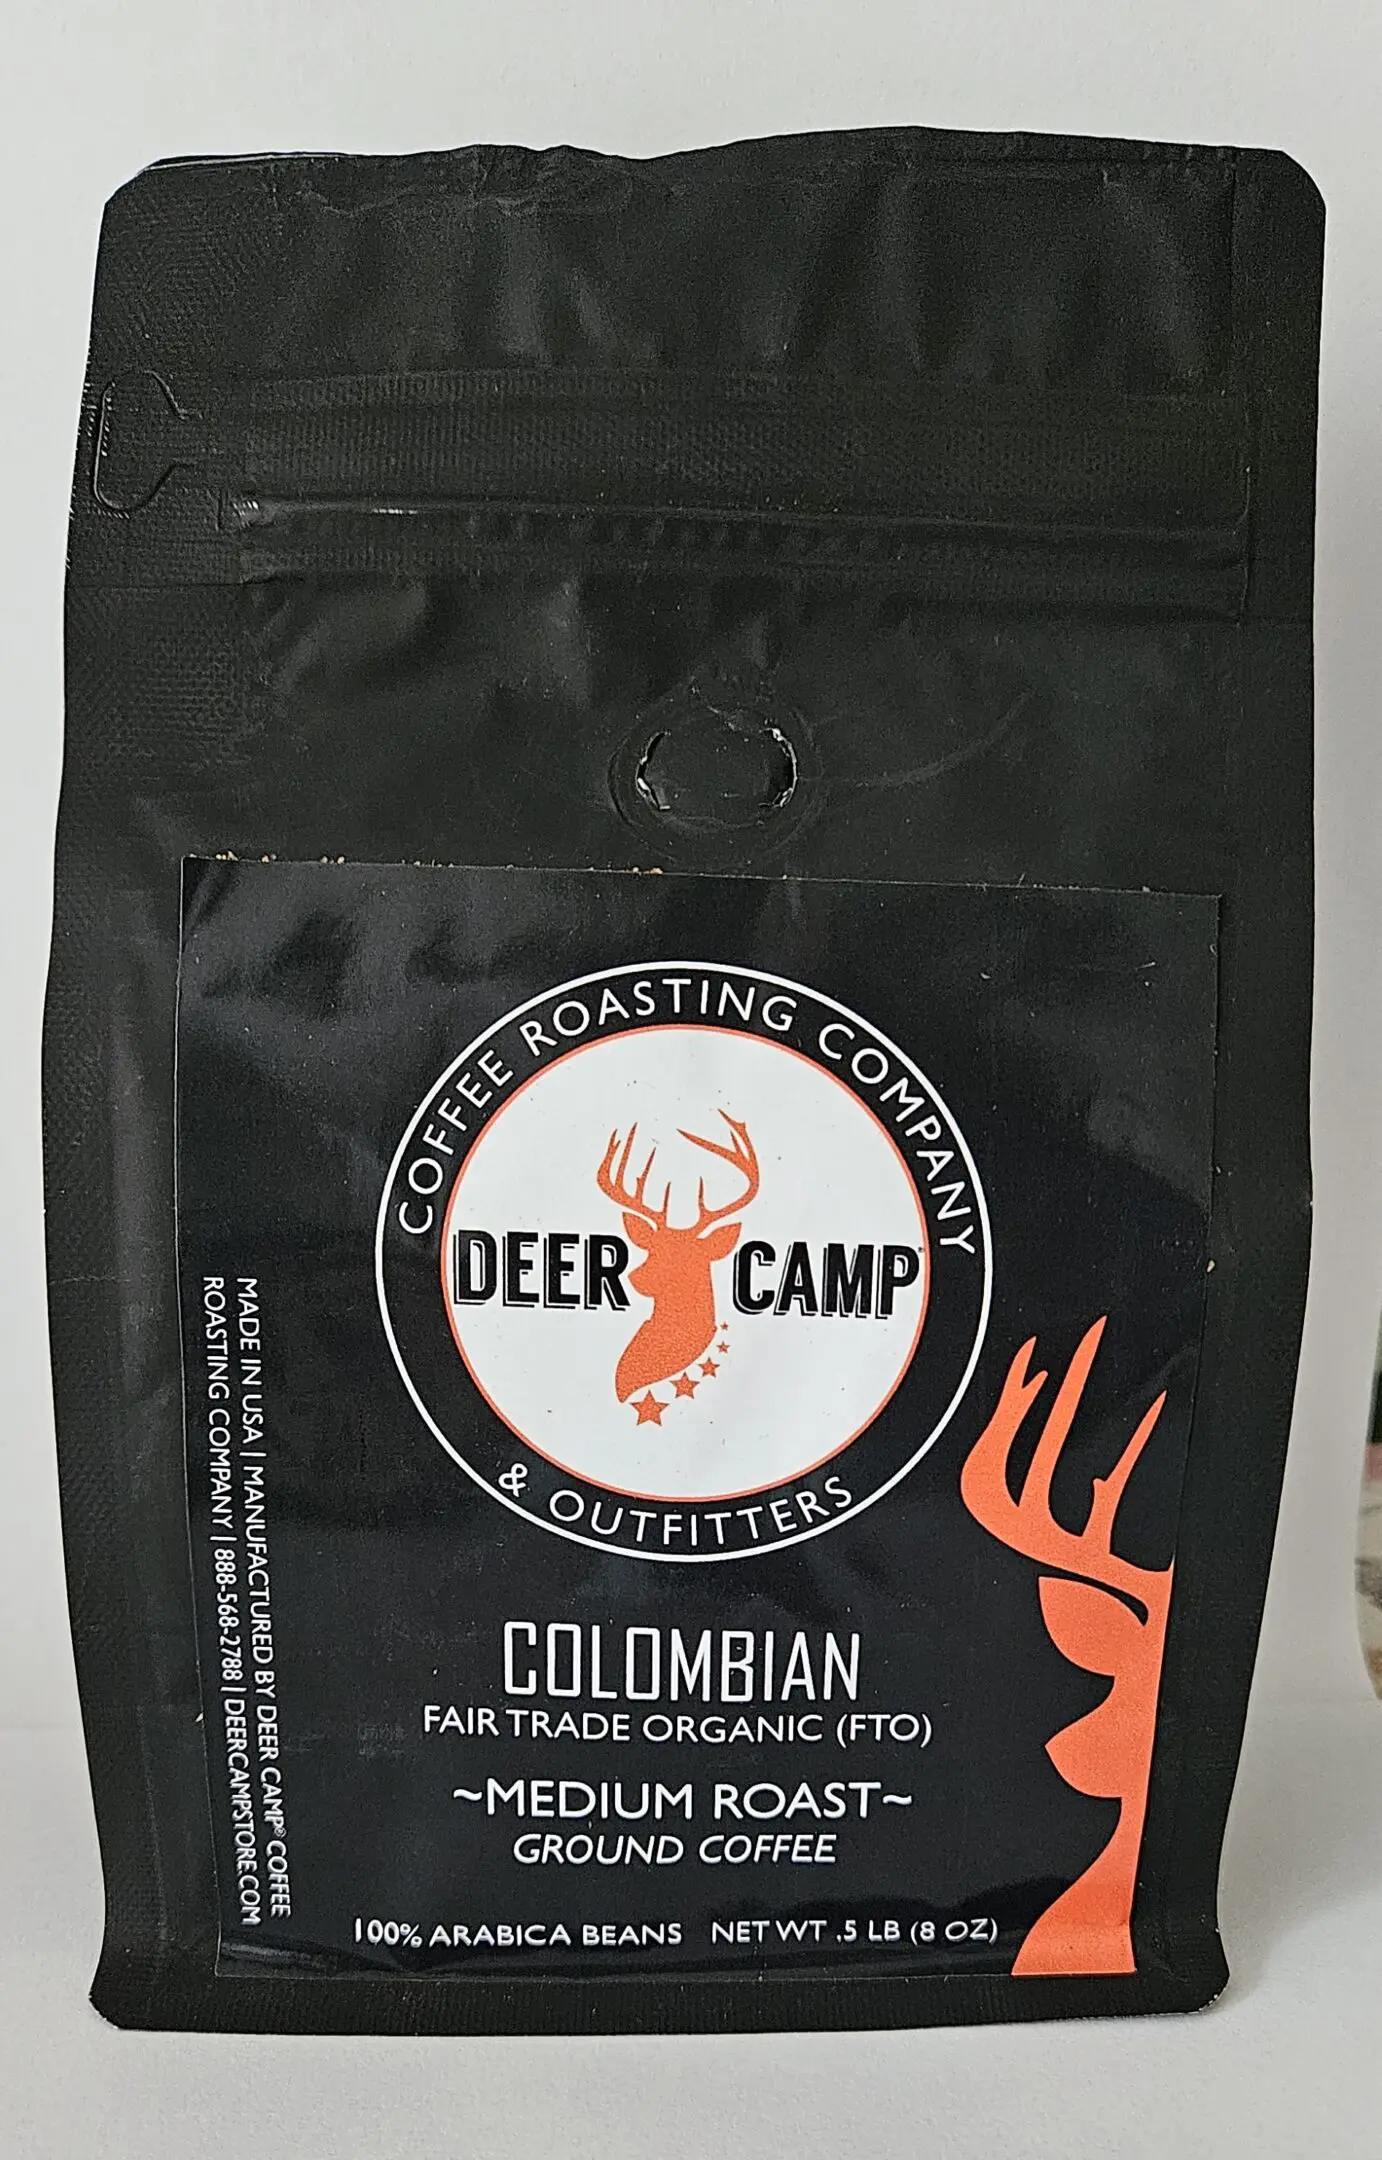 COFFEE ROASTING COMPANY
DEER CAMP®
& OUTFITTERS
COLOMBIAN
FAIR TRADE ORGANIC (FTO)
~MEDIUM ROAST~
GROUND COFFEE
100% ARABICA BEANS NET WT .5 LB (8 OZ)
MADE IN USA | MANUFACTURED BY DEER CAMP® COFFEE
ROASTING COMPANY | 888-568-2788 | DEERCAMPSTORE.COM